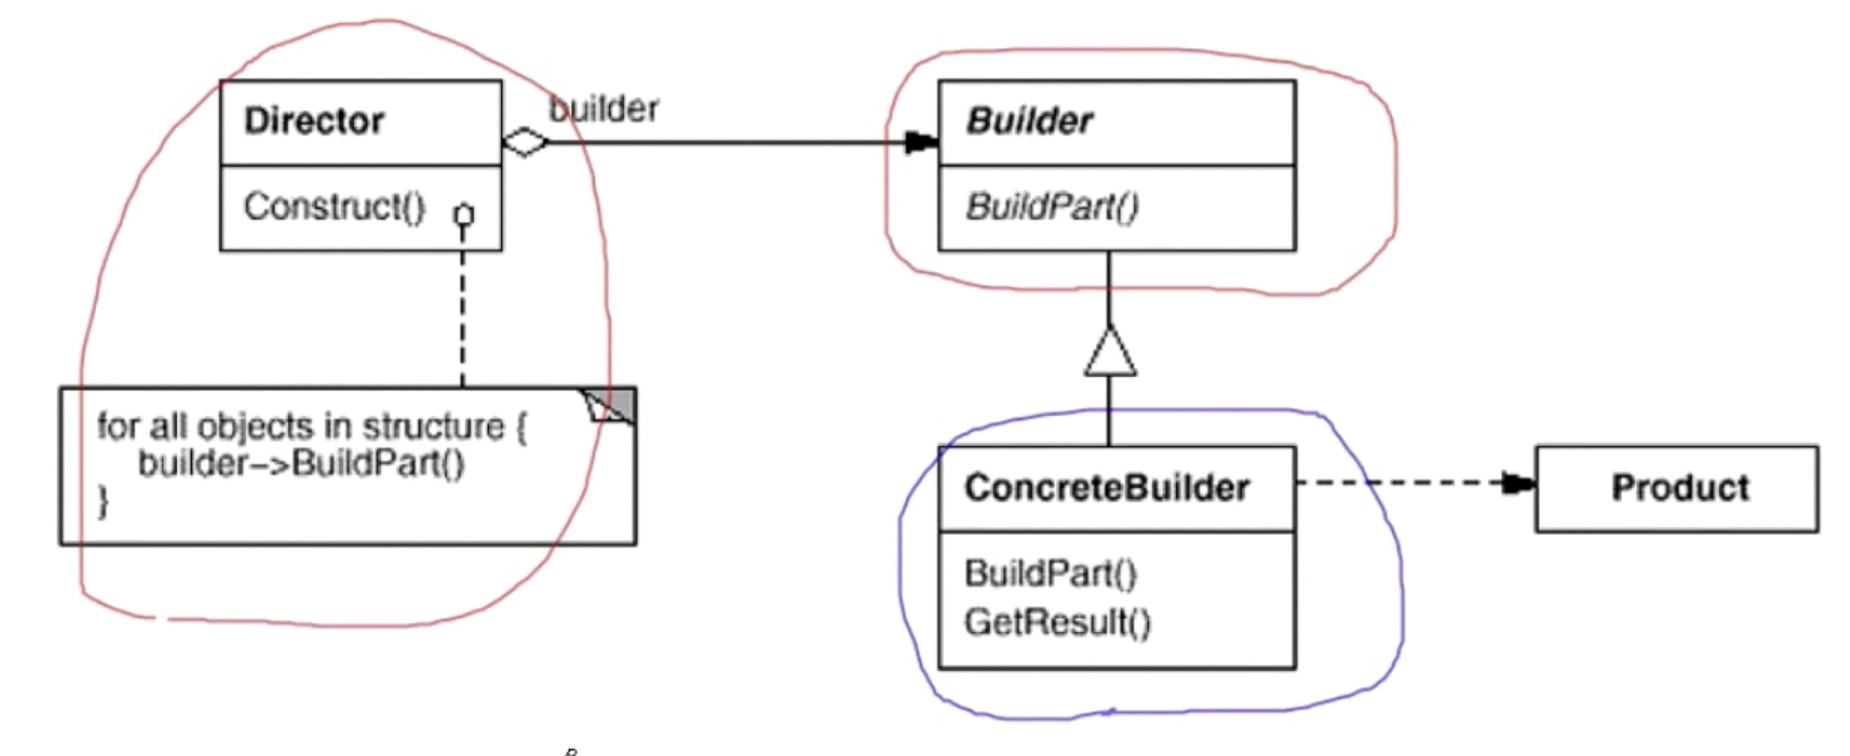 Director
builder
Builder
Construct()
BuildPart()
for all objects in structure {
builder–>BuildPart()
}
ConcreteBuilder
Product
BuildPart()
GetResult()